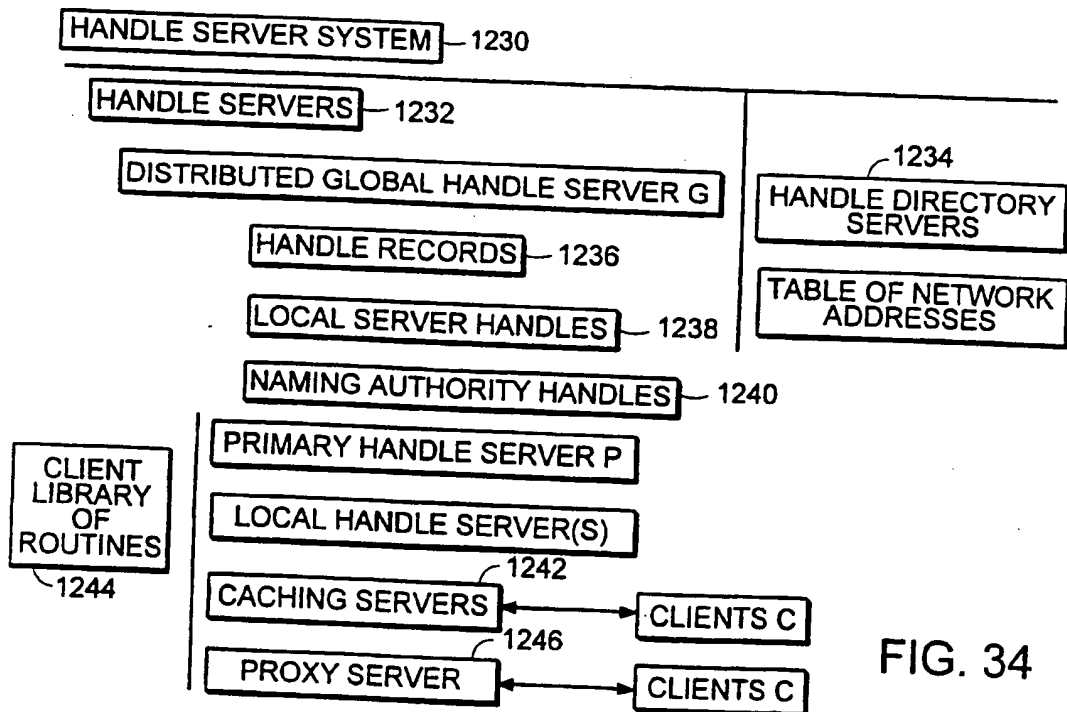 HANDLE SERVER SYSTEM 1230
HANDLE SERVERS 1232
DISTRIBUTED GLOBAL HANDLE SERVER G
1234
HANDLE DIRECTORY
SERVERS
HANDLE RECORDS 1236
TABLE OF NETWORK
ADDRESSES
LOCAL SERVER HANDLES 1238
NAMING AUTHORITY HANDLES 1240
CLIENT
LIBRARY
OF
ROUTINES
1244
PRIMARY HANDLE SERVER P
LOCAL HANDLE SERVER(S)
1242
CACHING SERVERS
CLIENTS C
1246
PROXY SERVER
CLIENTS C
FIG. 34